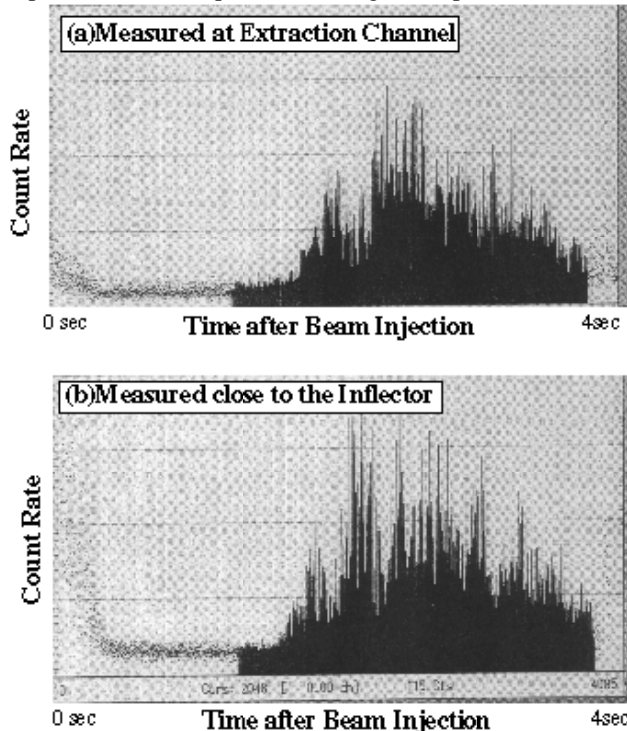 (a)Measured at Extraction Channel
Count Rate
0 sec
Time after Beam Injection
4sec
(b)Measured close to the Inflector
Count Rate
4095
0 sec
Time after Beam Injection
4sec